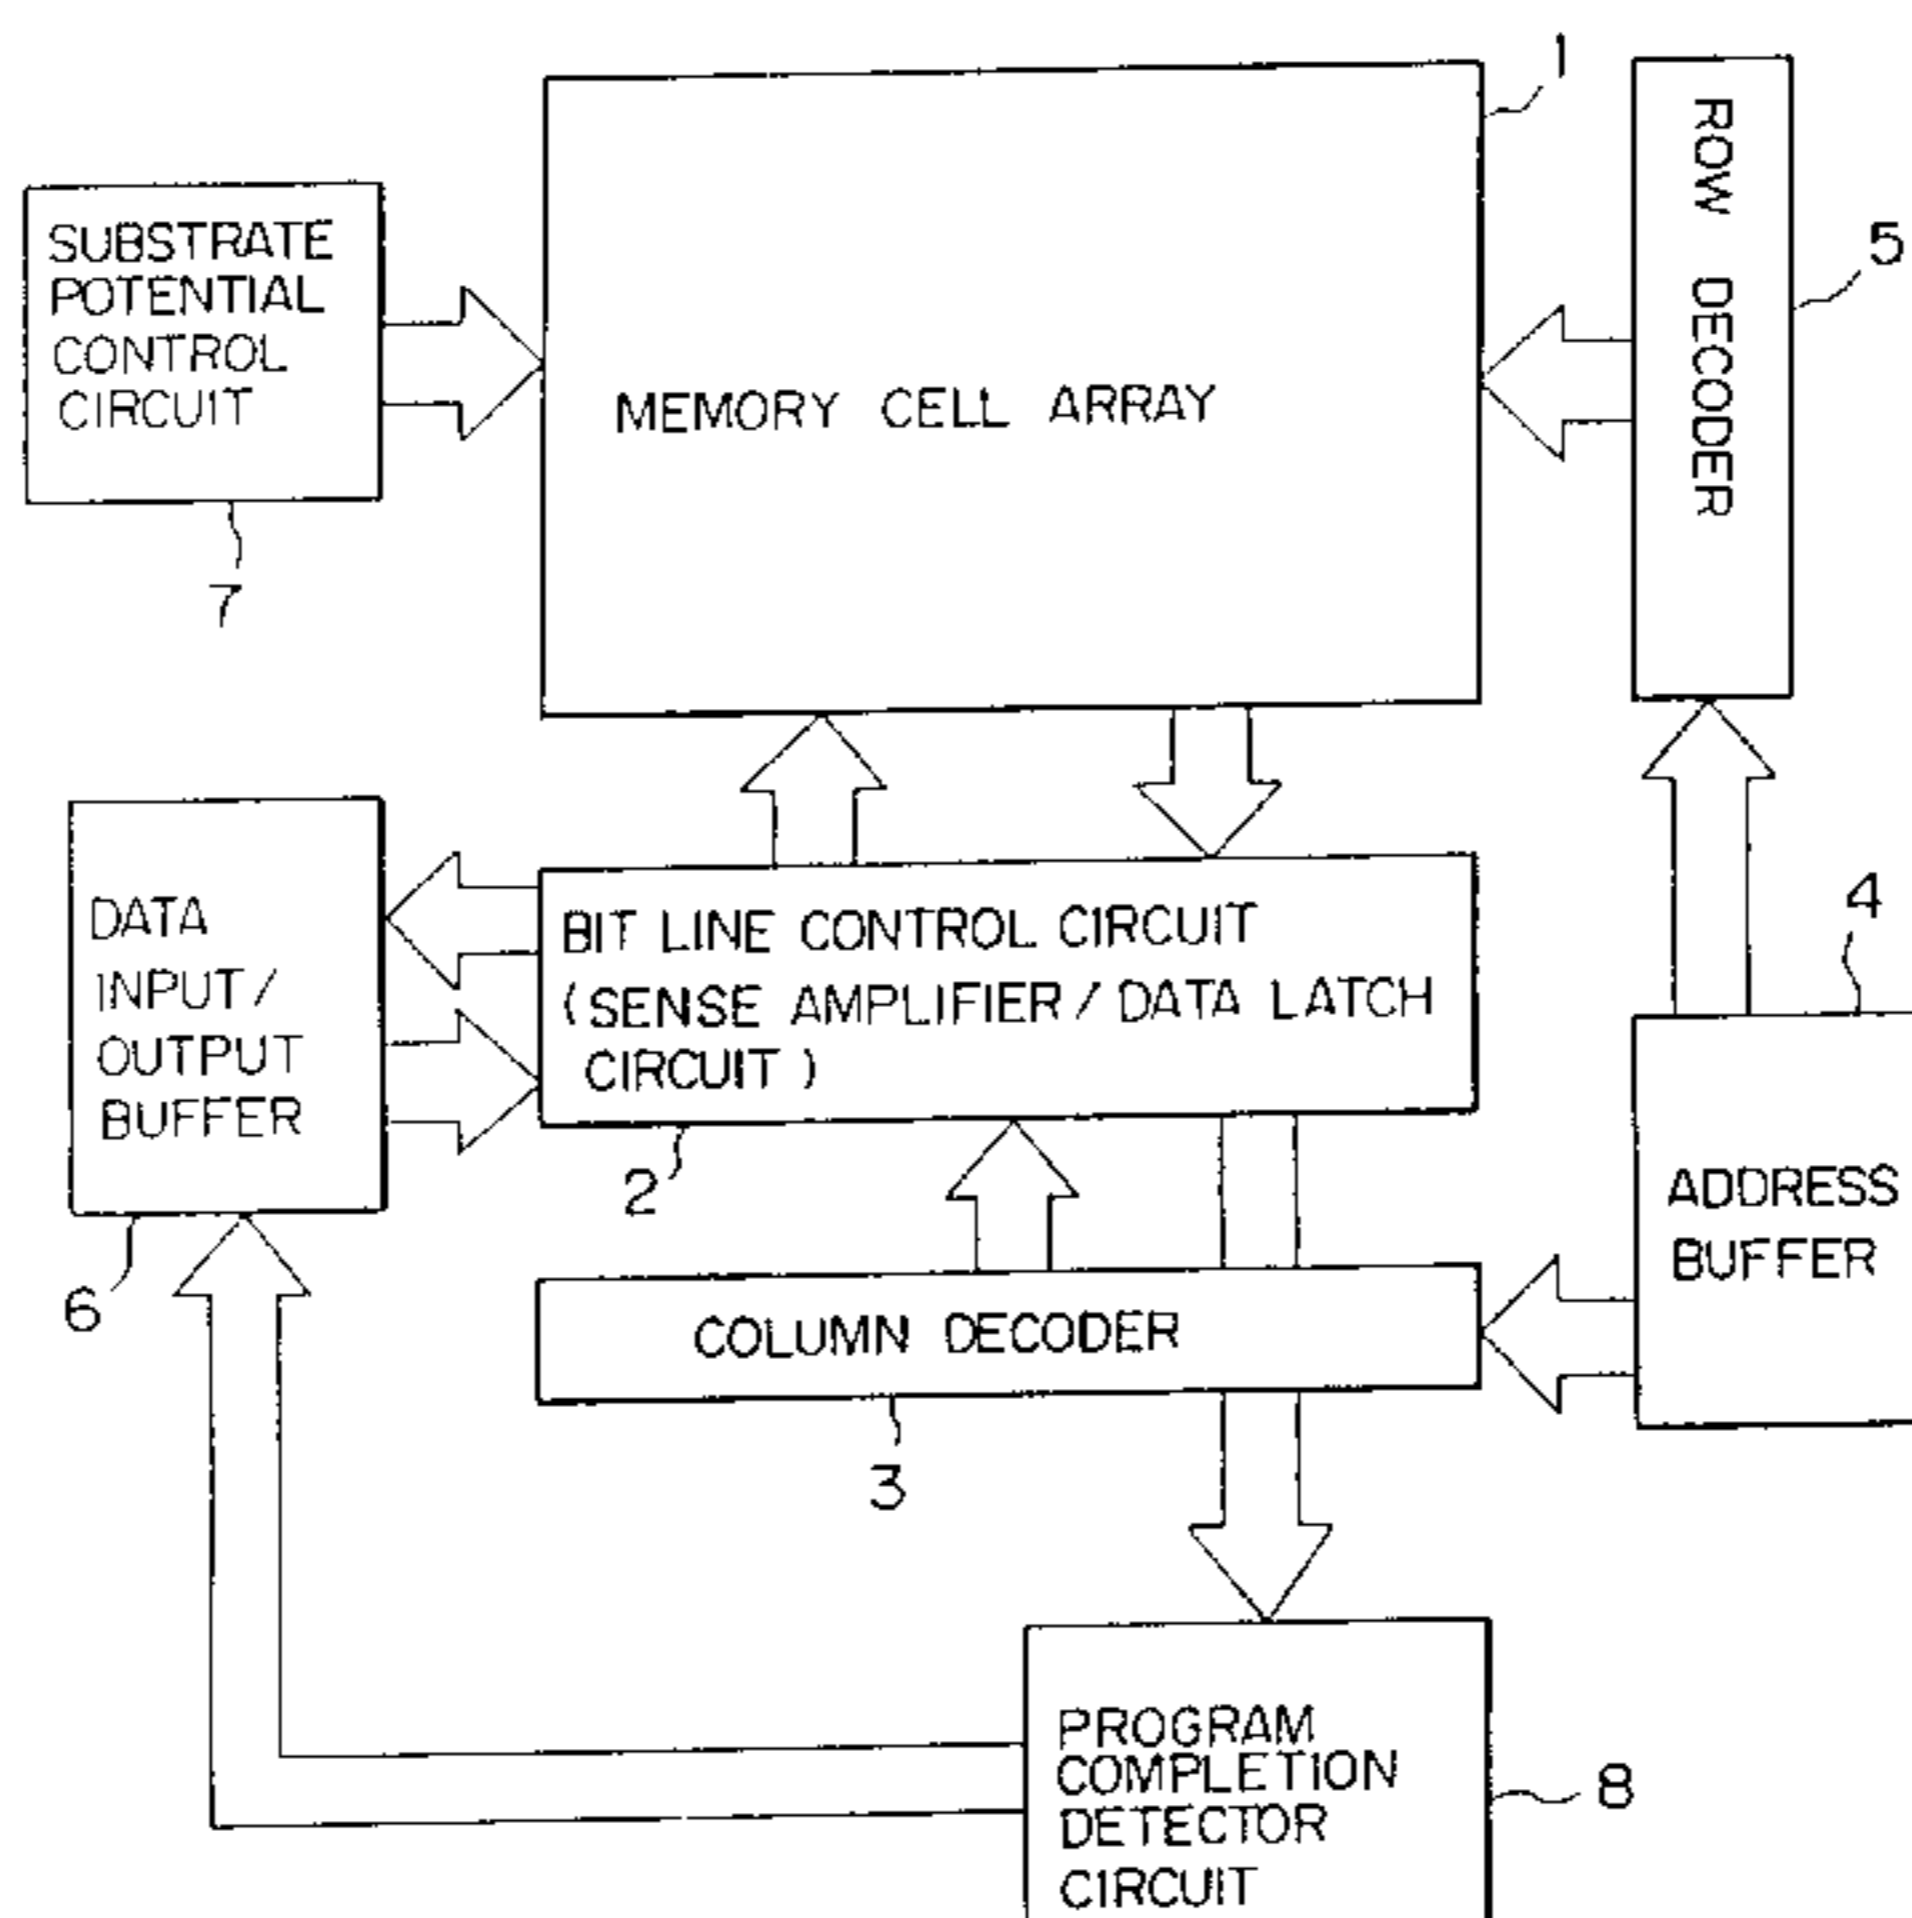 1
ROW DECODER
5
SUBSTRATE
POTENTIAL
CONTROL
CIRCUIT
7
MEMORY CELL ARRAY
DATA
INPUT/
OUTPUT
BUFFER
6
BIT LINE CONTROL CIRCUIT
(SENSE AMPLIFIER/DATA LATCH
CIRCUIT)
2
4
ADDRESS
BUFFER
COLUMN DECODER
3
PROGRAM
COMPLETION
DETECTOR
CIRCUIT
8